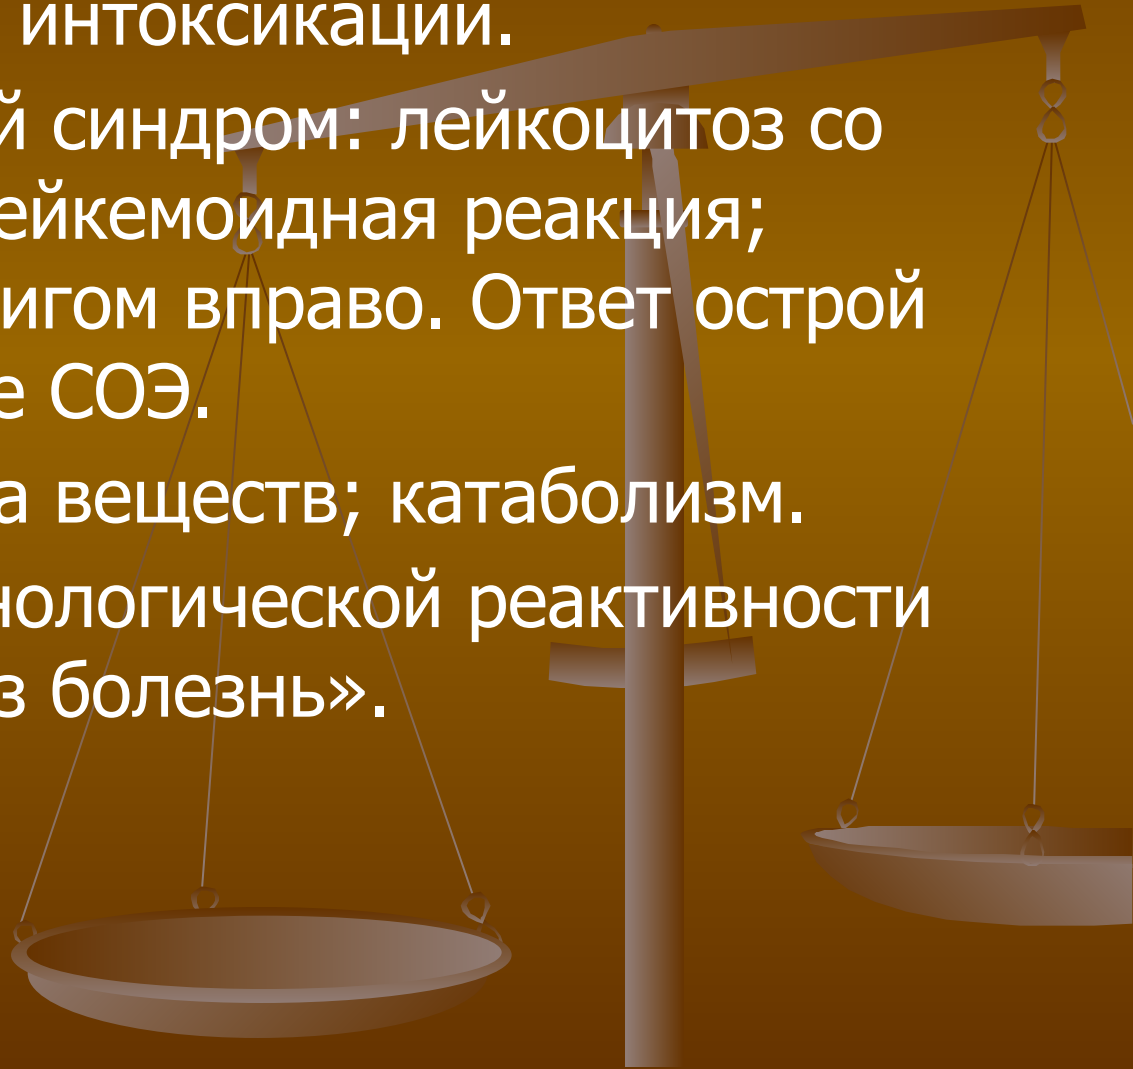 интоксикации.
й синдром: лейкоцитоз со
ейкемоидная реакция;
игом вправо. Ответ острой
е СОЭ.
а веществ; катаболизм.
нологической реактивности
з болезнь».